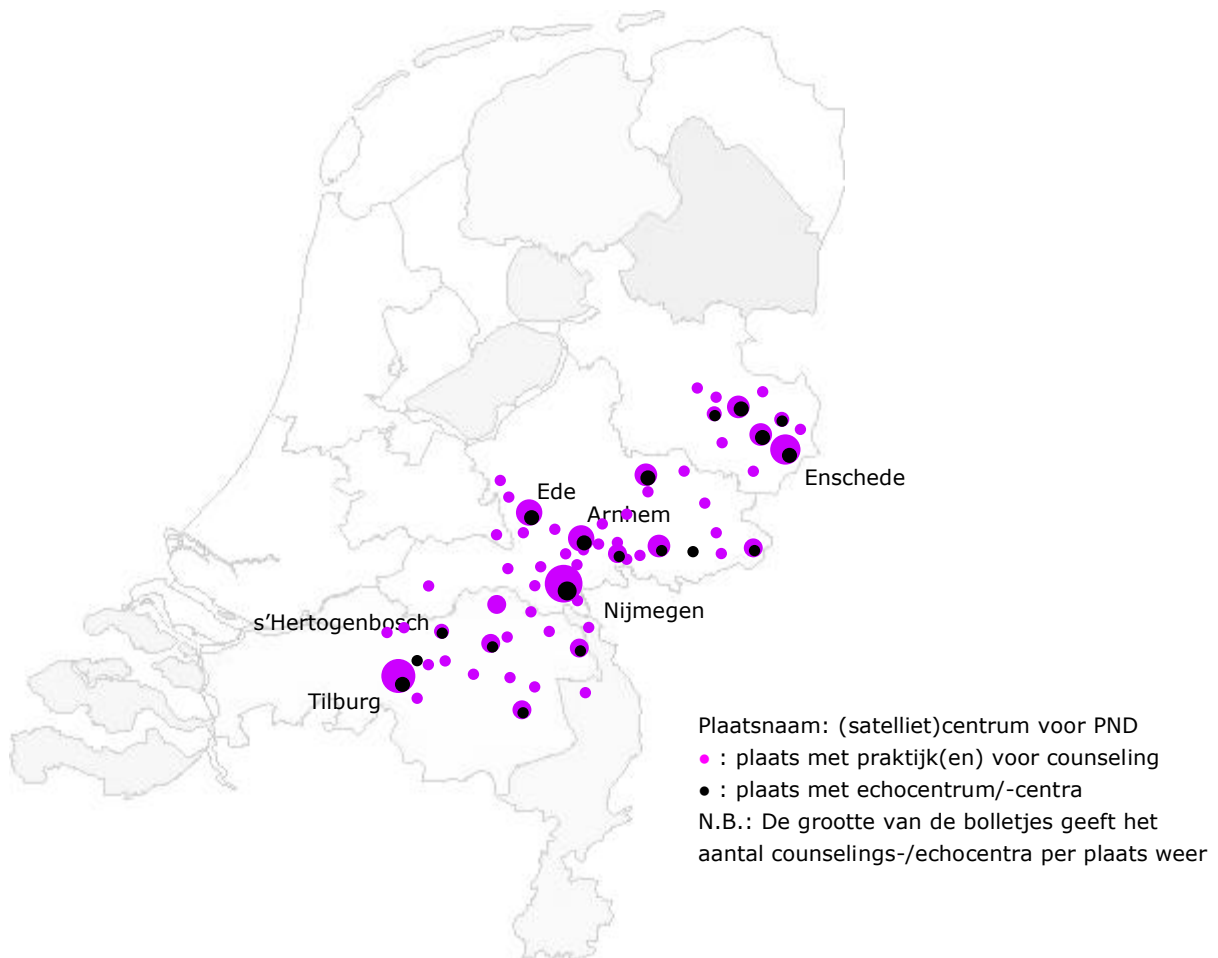 Enschede
Ede
Arnhem
Nijmegen
s'Hertogenbosch
Tilburg
Plaatsnaam: (satelliet)centrum voor PND
• : plaats met praktijk(en) voor counseling
• : plaats met echocentrum/-centra
N.B.: De grootte van de bolletjes geeft het
aantal counselings-/echocentra per plaats weer